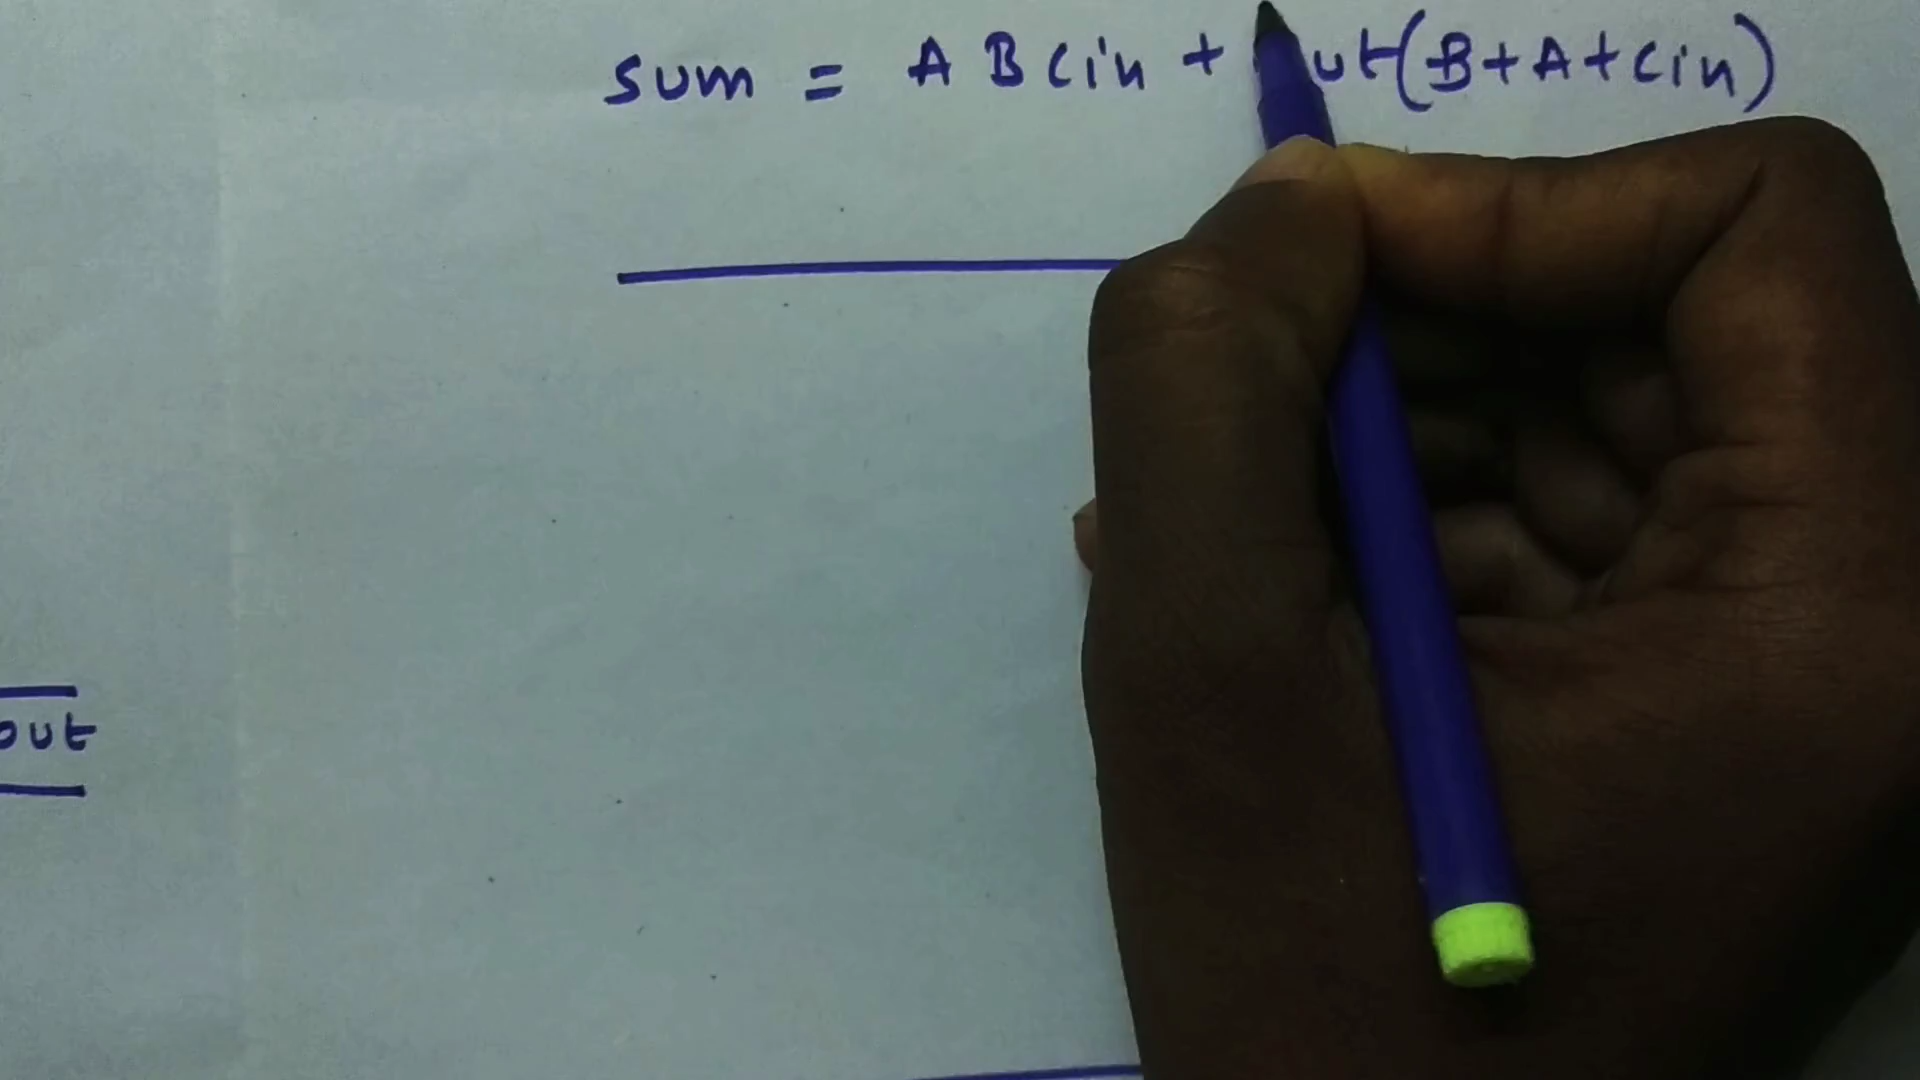 sum = A B Cin + ut(B+A+Cin)
out